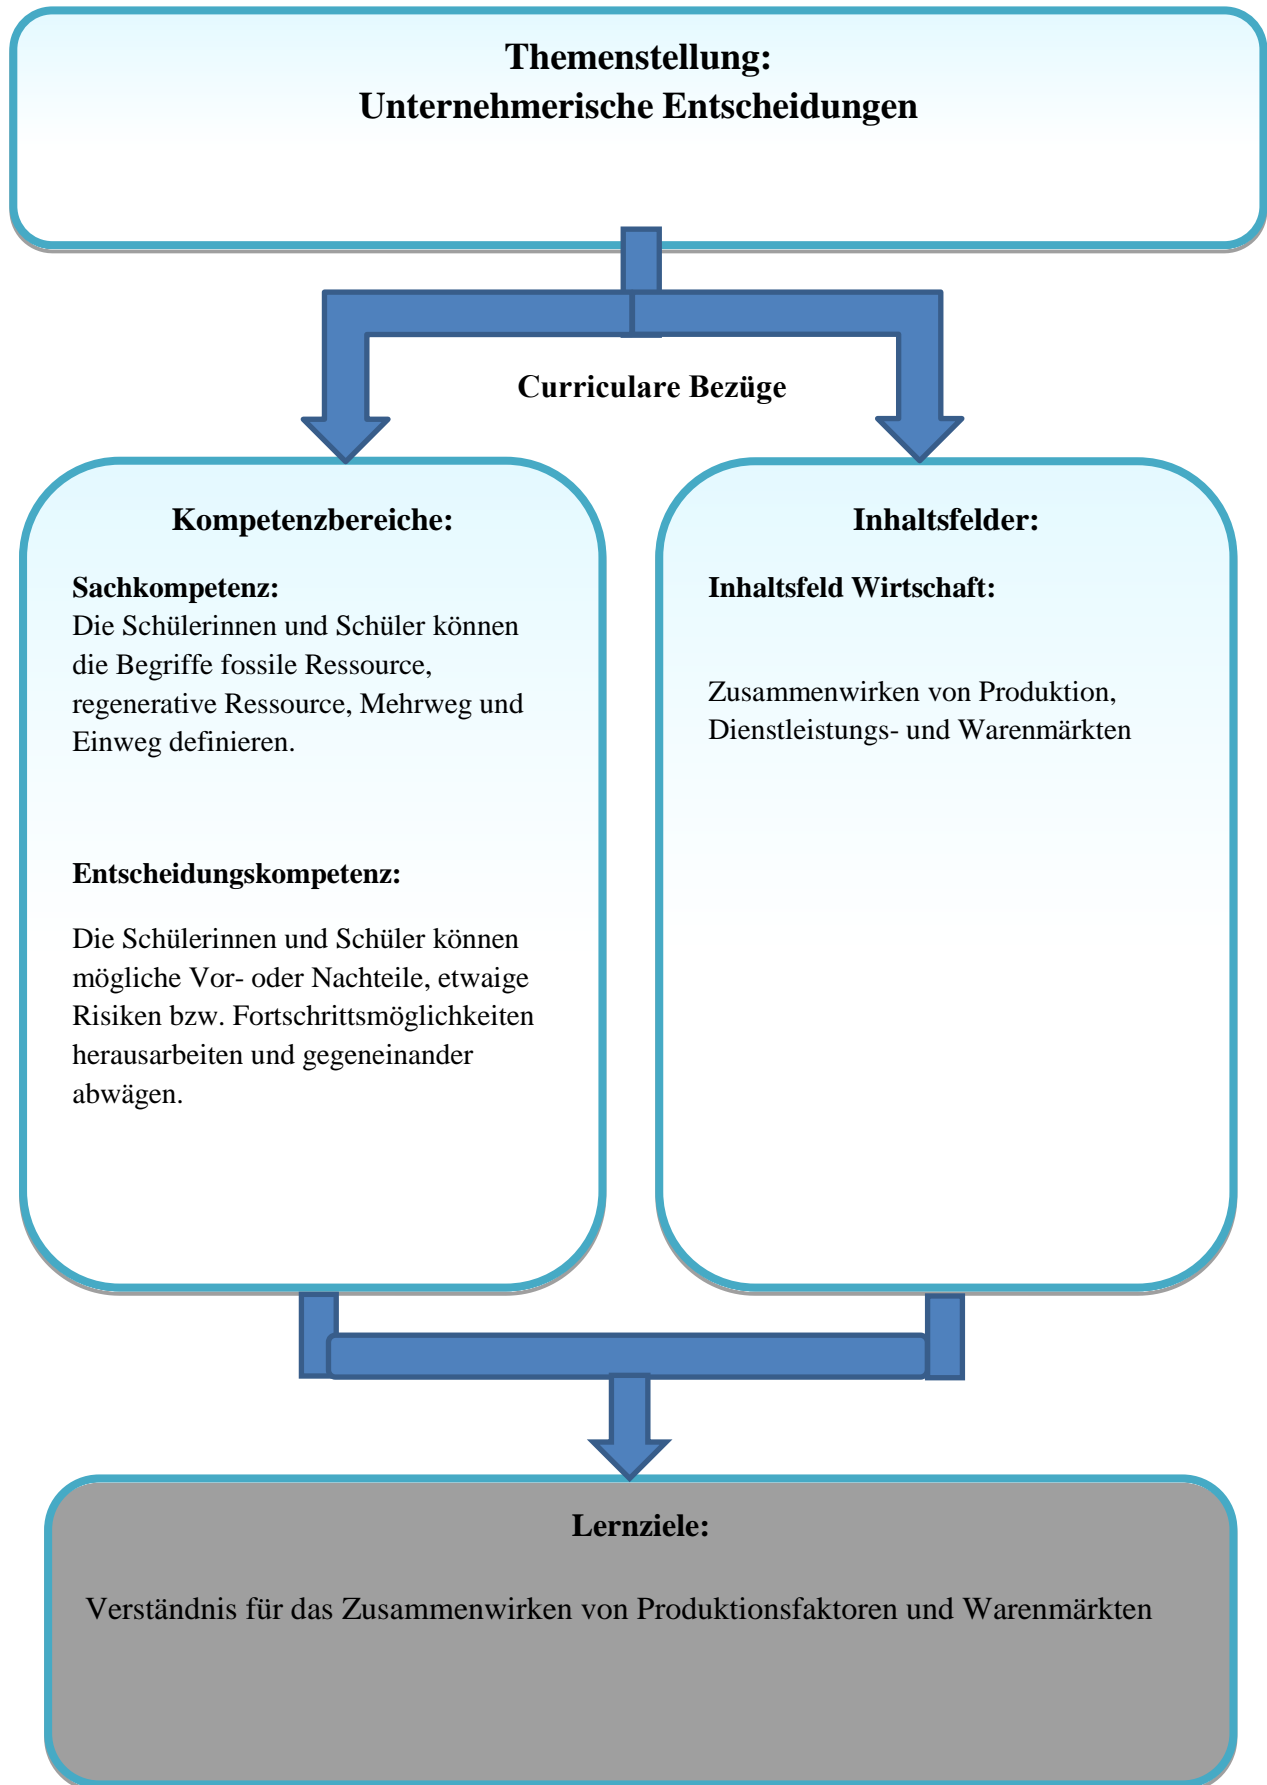 Themenstellung:
Unternehmerische Entscheidungen
Curriculare Bezüge
Kompetenzbereiche:
Sachkompetenz:
Die Schülerinnen und Schüler können
die Begriffe fossile Ressource,
regenerative Ressource, Mehrweg und
Einweg definieren.
Entscheidungskompetenz:
Die Schülerinnen und Schüler können
mögliche Vor- oder Nachteile, etwaige
Risiken bzw. Fortschrittsmöglichkeiten
herausarbeiten und gegeneinander
abwägen.
Inhaltsfelder:
Inhaltsfeld Wirtschaft:
Zusammenwirken von Produktion,
Dienstleistungs- und Warenmärkten
Lernziele:
Verständnis für das Zusammenwirken von Produktionsfaktoren und Warenmärkten